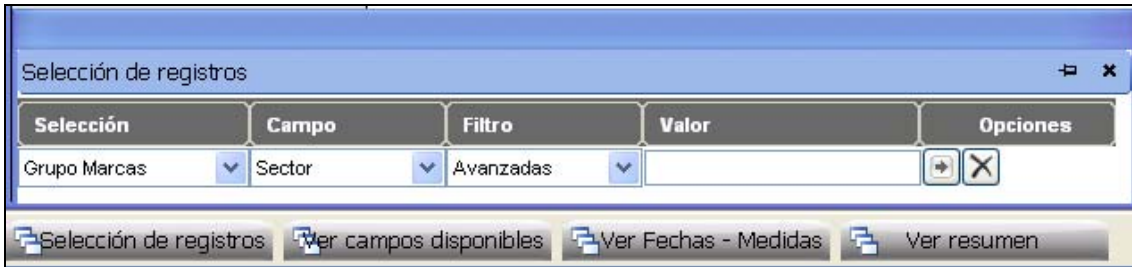 Selección de registros
Selección Campo Filtro Valor Opciones
Grupo Marcas Sector Avanzadas
Selección de registros Ver campos disponibles Ver Fechas - Medidas Ver resumen